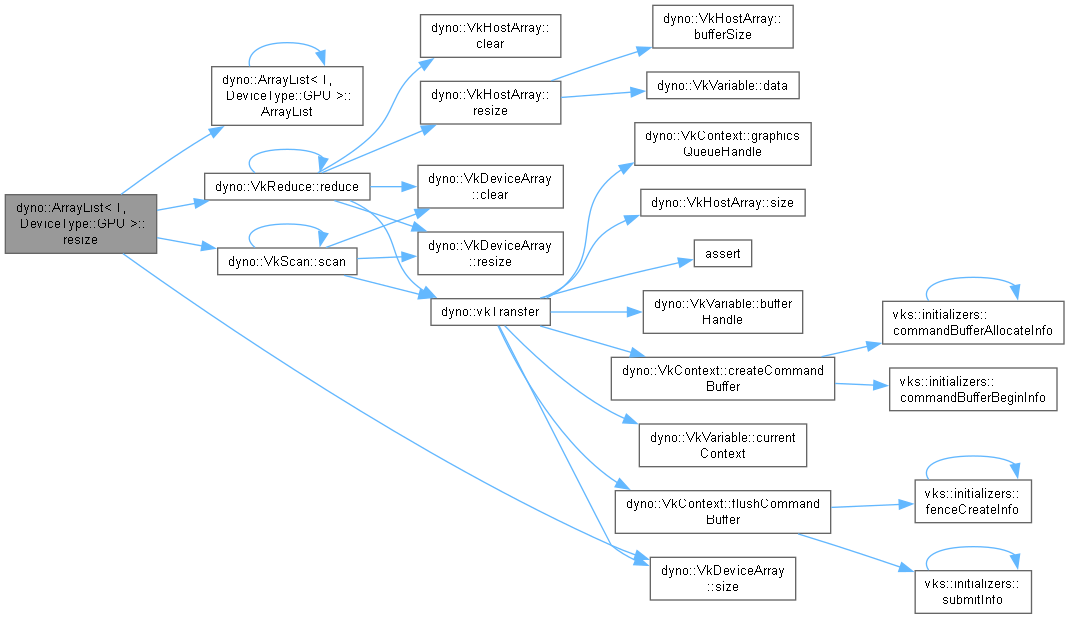 dyno::ArrayList< T,
DeviceType::GPU >::
resize
dyno::ArrayList< T,
DeviceType::GPU >::
ArrayList
dyno::VkReduce::reduce
dyno::VkScan::scan
dyno::VkHostArray::
clear
dyno::VkHostArray::
resize
dyno::VkDeviceArray
::clear
dyno::VkDeviceArray
::resize
dyno::vkTransfer
dyno::VkHostArray::
bufferSize
dyno::VkVariable::data
dyno::VkContext::graphics
QueueHandle
dyno::VkHostArray::size
assert
dyno::VkVariable::buffer
Handle
dyno::VkContext::createCommand
Buffer
dyno::VkVariable::current
Context
dyno::VkContext::flushCommand
Buffer
dyno::VkDeviceArray
::size
vks::initializers::
commandBufferAllocateInfo
vks::initializers::
commandBufferBeginInfo
vks::initializers::
fenceCreateInfo
vks::initializers::
submitInfo